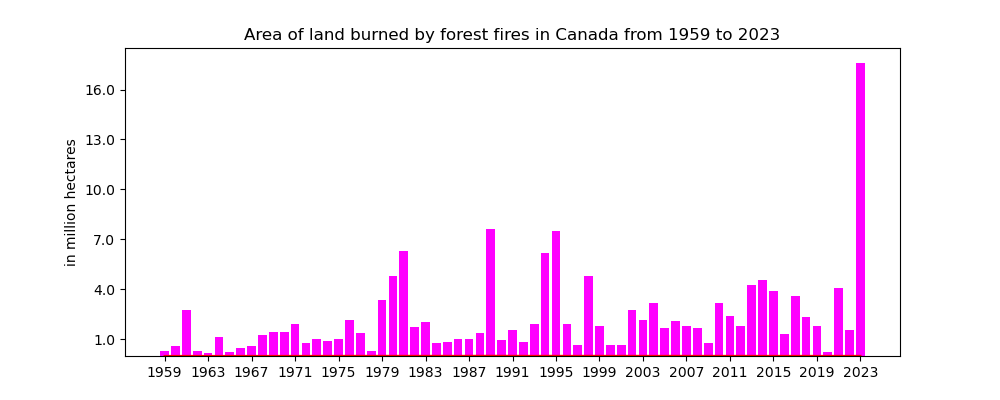 Area of land burned by forest fires in Canada from 1959 to 2023
in million hectares
16.0
13.0
10.0
7.0
4.0
1.0
1959 1963 1967 1971 1975 1979 1983 1987 1991 1995 1999 2003 2007 2011 2015 2019 2023